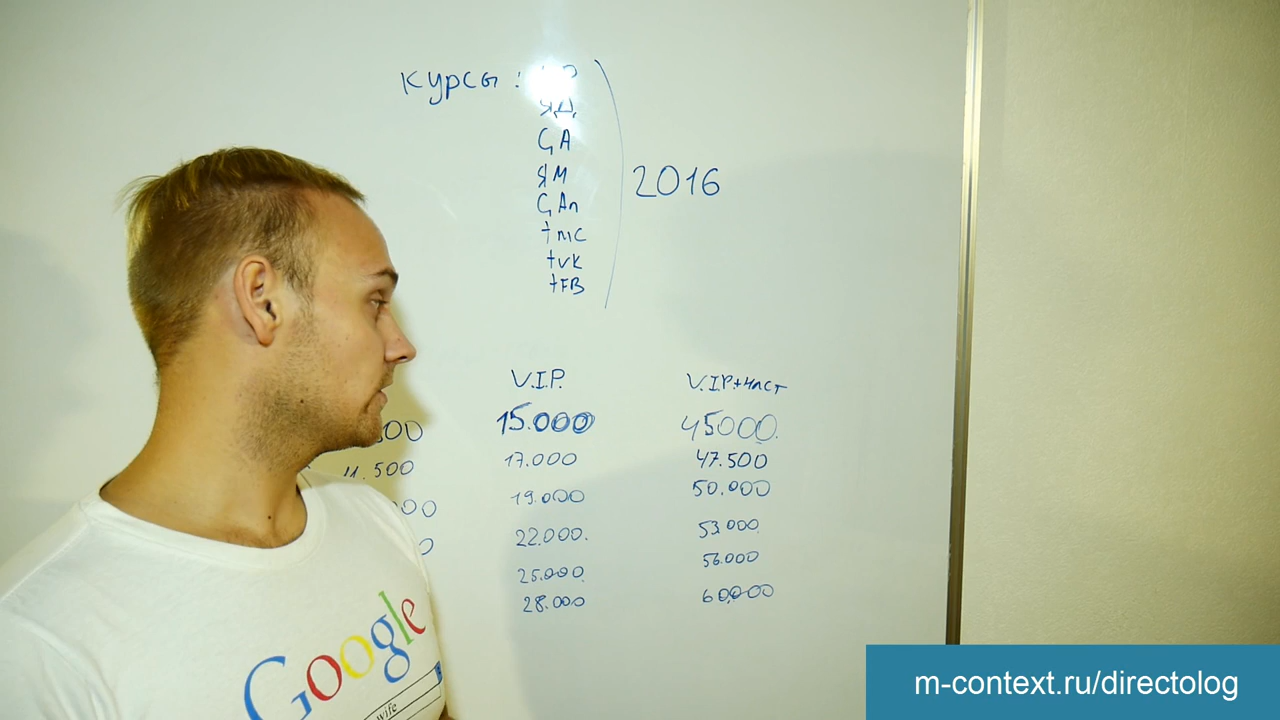 курсы :
ЯД
GA
ЯМ
GAn
+ mc
+ VK
+ FB
2016
V.I.P. V.I.P.+част
15.000 45000.
11.500 17.000 47.500
19.000 50.000
22.000. 53.000
25.000 56.000
28.000 60.000
Google
wife
m-context.ru/directolog